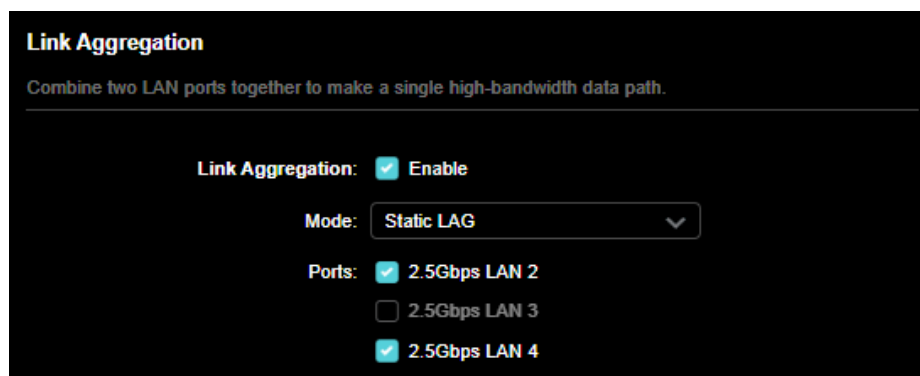 Link Aggregation
Combine two LAN ports together to make a single high-bandwidth data path.
Link Aggregation: Enable
Mode: Static LAG
Ports: 2.5Gbps LAN 2
2.5Gbps LAN 3
2.5Gbps LAN 4